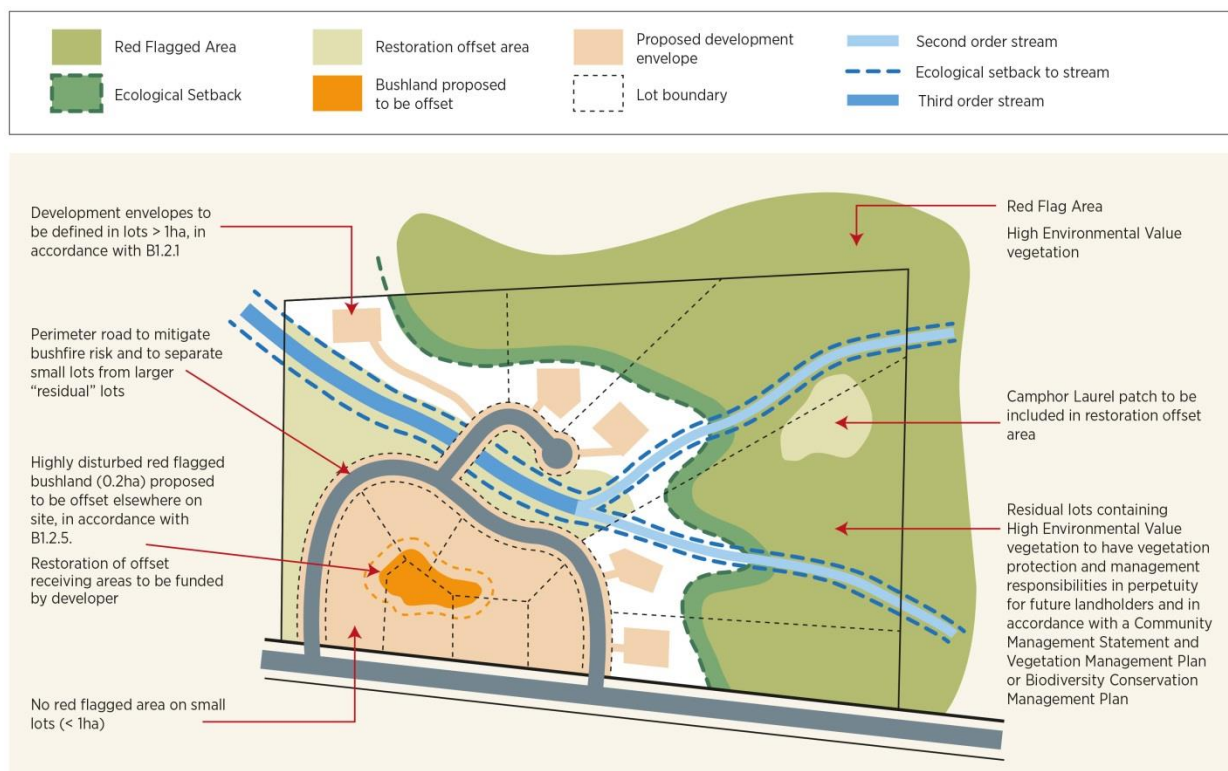 Red Flagged Area
Restoration offset area
Proposed development
envelope
Second order stream
Ecological Setback
Bushland proposed
to be offset
Lot boundary
Ecological setback to stream
Third order stream
Development envelopes to
be defined in lots > 1ha, in
accordance with B1.2.1
Perimeter road to mitigate
bushfire risk and to separate
small lots from larger
“residual” lots
Highly disturbed red flagged
bushland (0.2ha) proposed
to be offset elsewhere on
site, in accordance with
B1.2.5.
Restoration of offset
receiving areas to be funded
by developer
No red flagged area on small
lots (< 1ha)
Red Flag Area
High Environmental Value
vegetation
Camphor Laurel patch to be
included in restoration offset
area
Residual lots containing
High Environmental Value
vegetation to have vegetation
protection and management
responsibilities in perpetuity
for future landholders and in
accordance with a Community
Management Statement and
Vegetation Management Plan
or Biodiversity Conservation
Management Plan